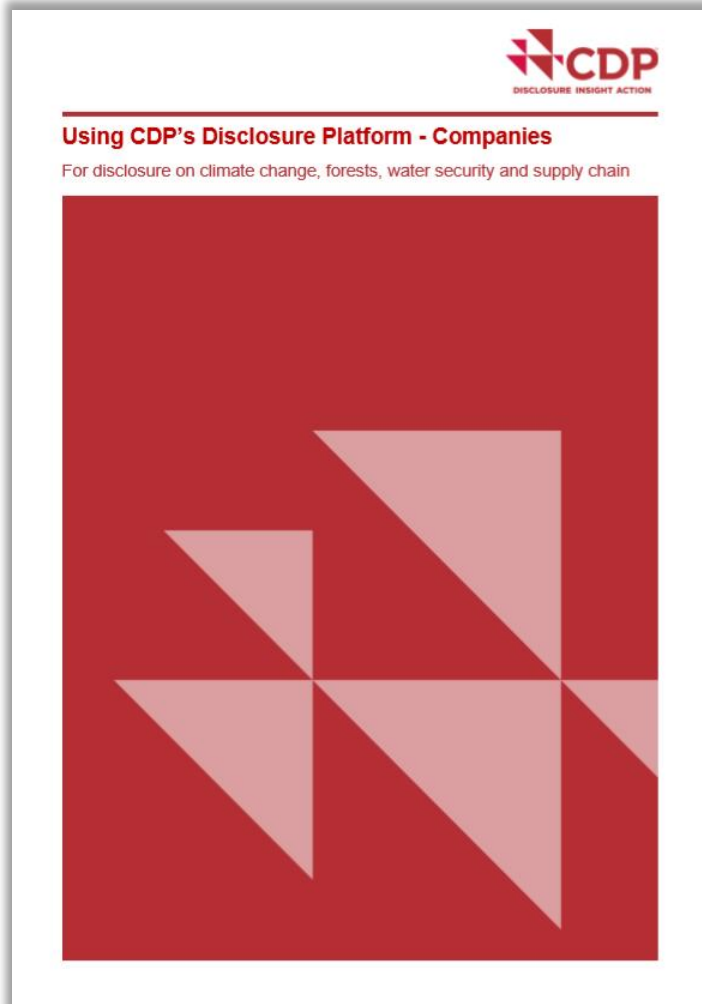 CDP
DISCLOSURE INSIGHT ACTION
Using CDP's Disclosure Platform - Companies
For disclosure on climate change, forests, water security and supply chain